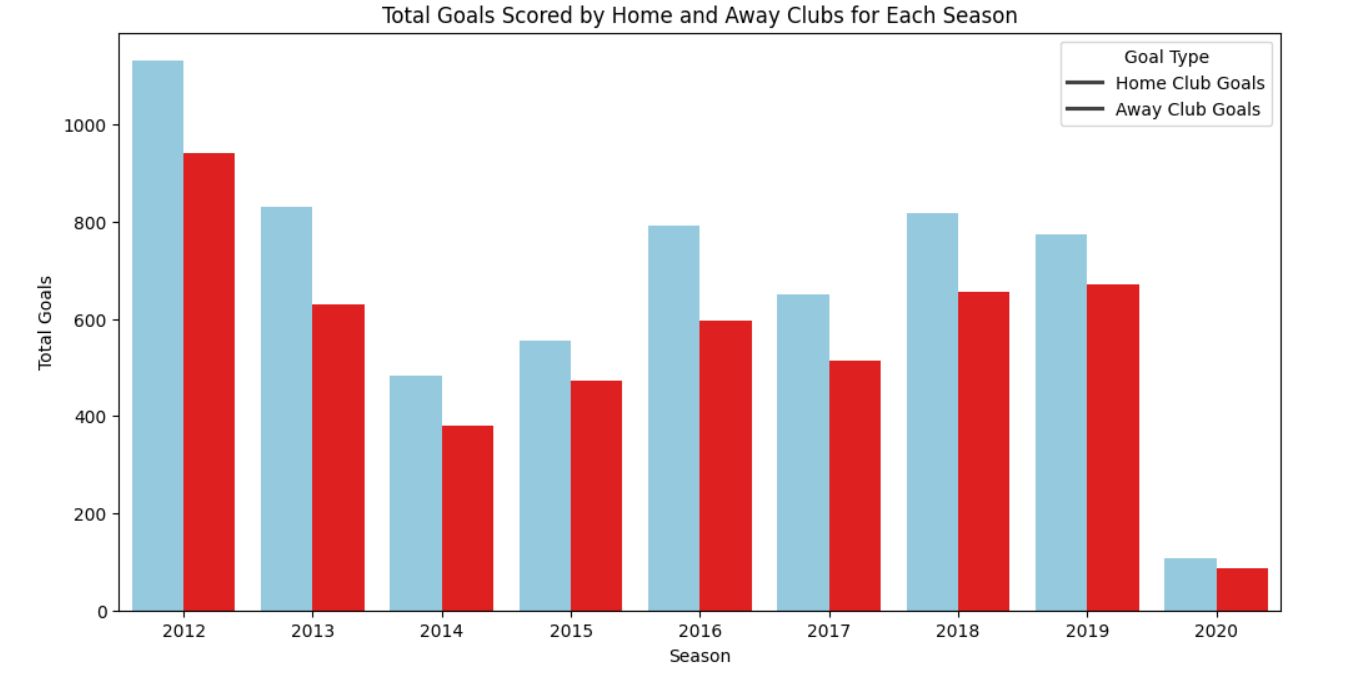 Total Goals Scored by Home and Away Clubs for Each Season
Goal Type
Home Club Goals
Away Club Goals
1000
800
600
400
200
0
Total Goals
2012 2013 2014 2015 2016 2017 2018 2019 2020
Season